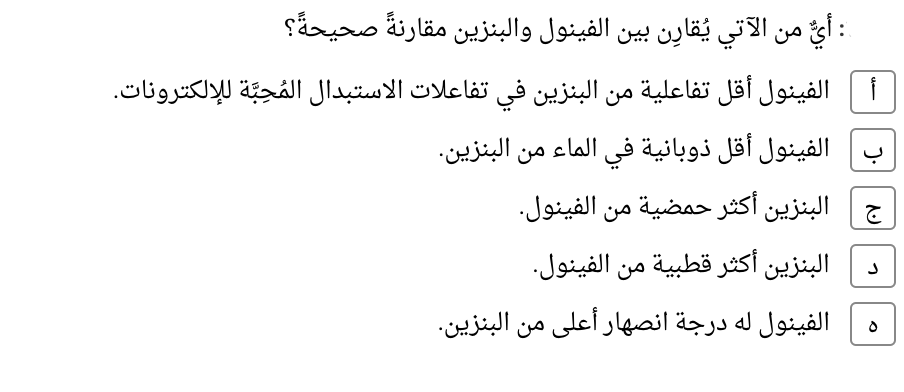 : أيٌّ من الآتي يُقارِن بين الفينول والبنزين مقارنةً صحيحةً؟
أ الفينول أقل تفاعلية من البنزين في تفاعلات الاستبدال المُحِبَّة للإلكترونات.
ب الفينول أقل ذوبانية في الماء من البنزين.
ج البنزين أكثر حمضية من الفينول.
د البنزين أكثر قطبية من الفينول.
ه الفينول له درجة انصهار أعلى من البنزين.